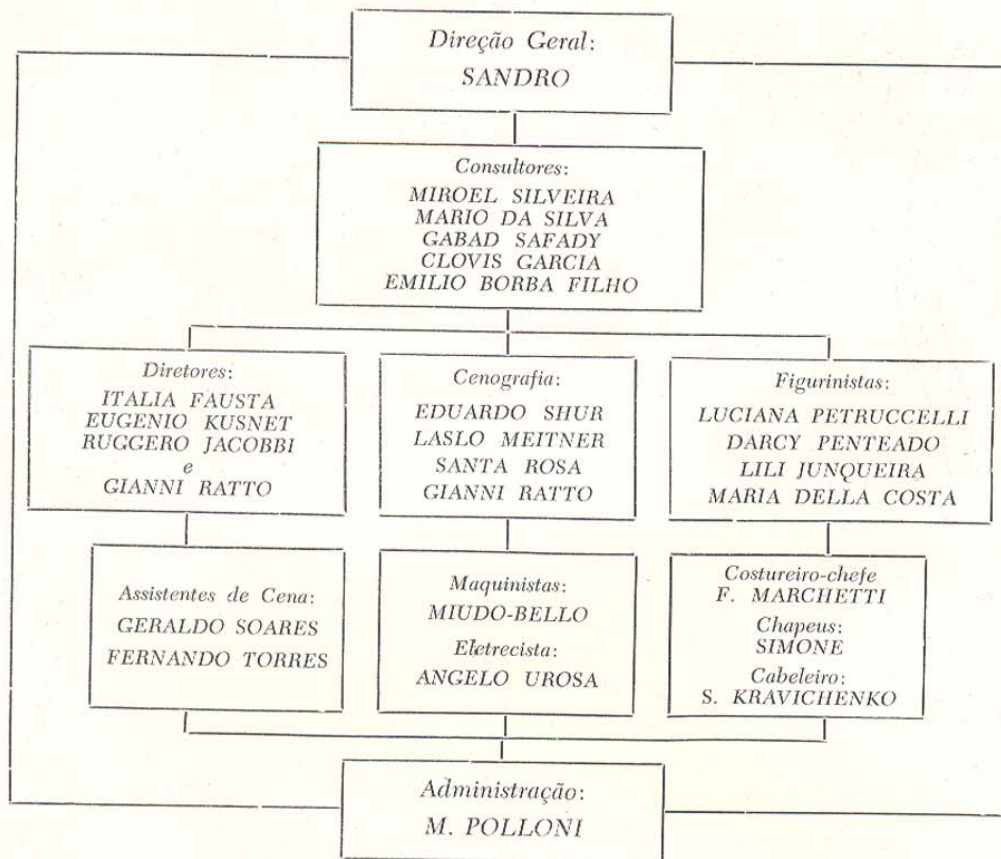 Direção Geral:
SANDRO
Consultores:
MIROEL SILVEIRA
MARIO DA SILVA
GABAD SAFADY
CLOVIS GARCIA
EMILIO BORBA FILHO
Diretores:
ITALIA FAUSTA
EUGENIO KUSNET
RUGGERO JACOBBI
e
GIANNI RATTO
Cenografia:
EDUARDO SHUR
LASLO MEITNER
SANTA ROSA
GIANNI RATTO
Figurinistas:
LUCIANA PETRUCCELLI
DARCY PENTEADO
LILI JUNQUEIRA
MARIA DELLA COSTA
Assistentes de Cena:
GERALDO SOARES
FERNANDO TORRES
Maquinistas:
MIUDO-BELLO
Eletrecista:
ANGELO UROSA
Costureiro-chefe
F. MARCHETTI
Chapeus:
SIMONE
Cabeleiro:
S. KRAVICHENKO
Administração:
M. POLLONI